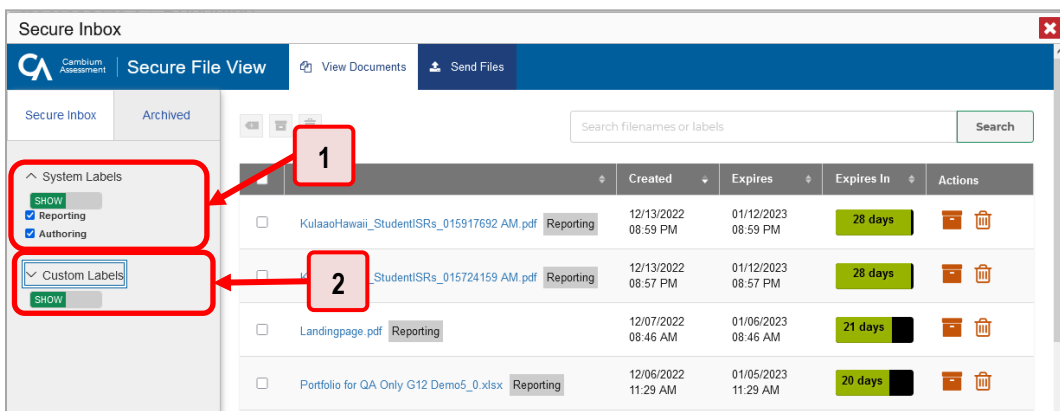 Secure Inbox
CA Cambium Assessment Secure File View View Documents Send Files
Secure Inbox Archived
Search filenames or labels Search
1
System Labels
SHOW
Reporting
Authoring
Created Expires Expires In Actions
KulaaoHawaii_StudentISRs_015917692 AM.pdf Reporting 12/13/2022 08:59 PM 01/12/2023 08:59 PM 28 days
Custom Labels
SHOW
2
_StudentISRs_015724159 AM.pdf Reporting 12/13/2022 08:57 PM 01/12/2023 08:57 PM 28 days
Landingpage.pdf Reporting 12/07/2022 08:46 AM 01/06/2023 08:46 AM 21 days
Portfolio for QA Only G12 Demo5_0.xlsx Reporting 12/06/2022 11:29 AM 01/05/2023 11:29 AM 20 days